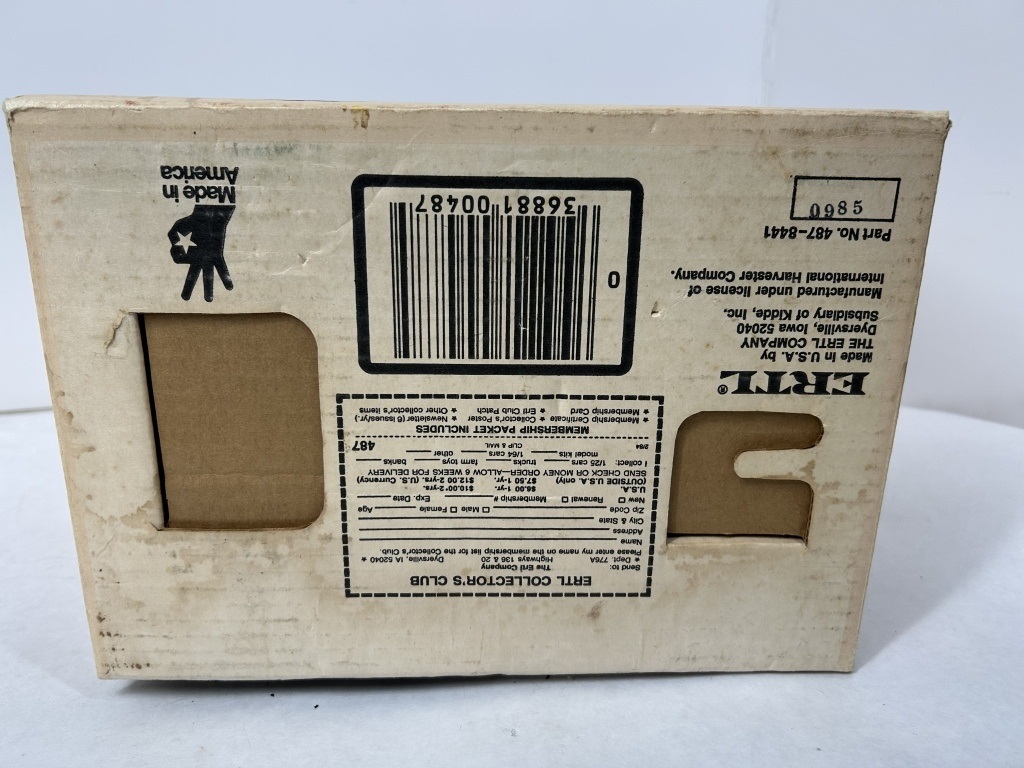 ERTL COLLECTOR'S CLUB
Send to: The Ertl Company
★ Dept. 776A Highways 136 & 20 Dyersville, IA 52040 ★
Please enter my name on the membership list for the Collector's Club.
Name
Address
City & State
Zip Code □ Male □ Female Age
New □ Renewal □ Membership # Exp. Date
U.S.A. $6.00 1-yr. $10.00 2-yrs.
(OUTSIDE U.S.A. only) $7.50 1-yr. $12.00 2-yrs. (U.S. Currency)
SEND CHECK OR MONEY ORDER—ALLOW 6 WEEKS FOR DELIVERY
I collect: 1/25 cars trucks farm toys banks
model kits 1/64 cars other
2/84 CLIP & MAIL 487
MEMBERSHIP PACKET INCLUDES
★ Membership Certificate ★ Collector's Poster ★ Newsletter (6 issues/yr.)
★ Membership Card ★ Ertl Club Patch ★ Other collector's items
ERTL®
Made in U.S.A. by
THE ERTL COMPANY
Dyersville, Iowa 52040
Subsidiary of Kidde, Inc.
Manufactured under license of
International Harvester Company.
Part No. 487-8441
0985
0
36881 00487
Made in
America